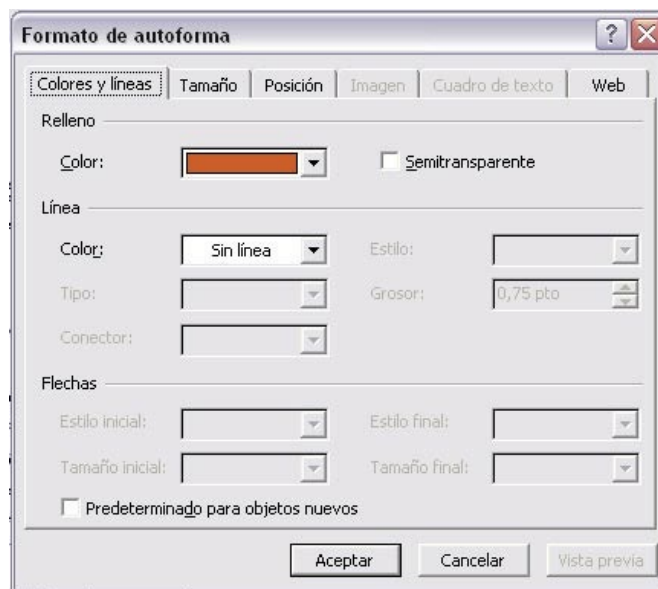 Formato de autoforma
Colores y líneas Tamaño Posición Imagen Cuadro de texto Web
Relleno
Color: Semitransparente
Línea
Color: Sin línea Estilo:
Tipo: Grosor: 0,75 pto
Conector:
Flechas
Estilo inicial: Estilo final:
Tamaño inicial: Tamaño final:
Predeterminado para objetos nuevos
Aceptar Cancelar Vista previa